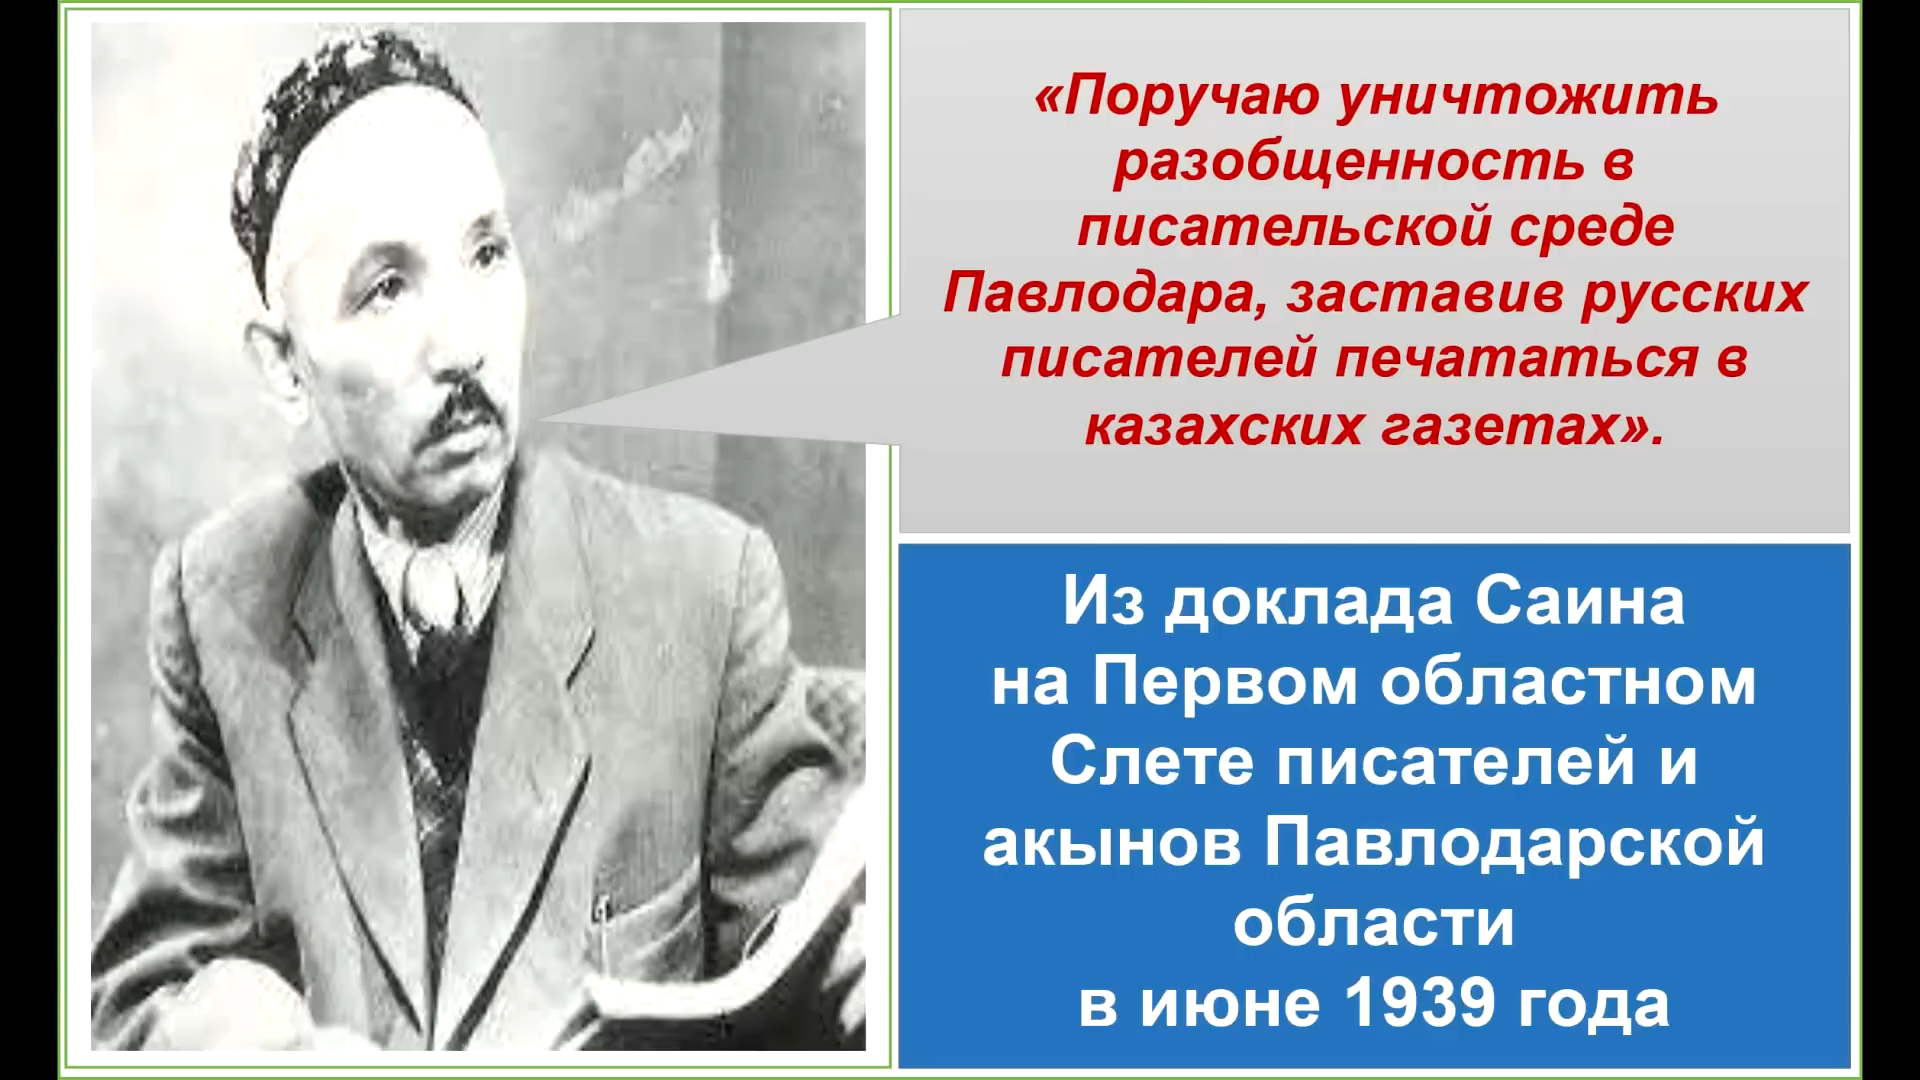 «Поручаю уничтожить
разобщенность в
писательской среде
Павлодара, заставив русских
писателей печататься в
казахских газетах».
Из доклада Саина
на Первом областном
Слете писателей и
акынов Павлодарской
области
в июне 1939 года